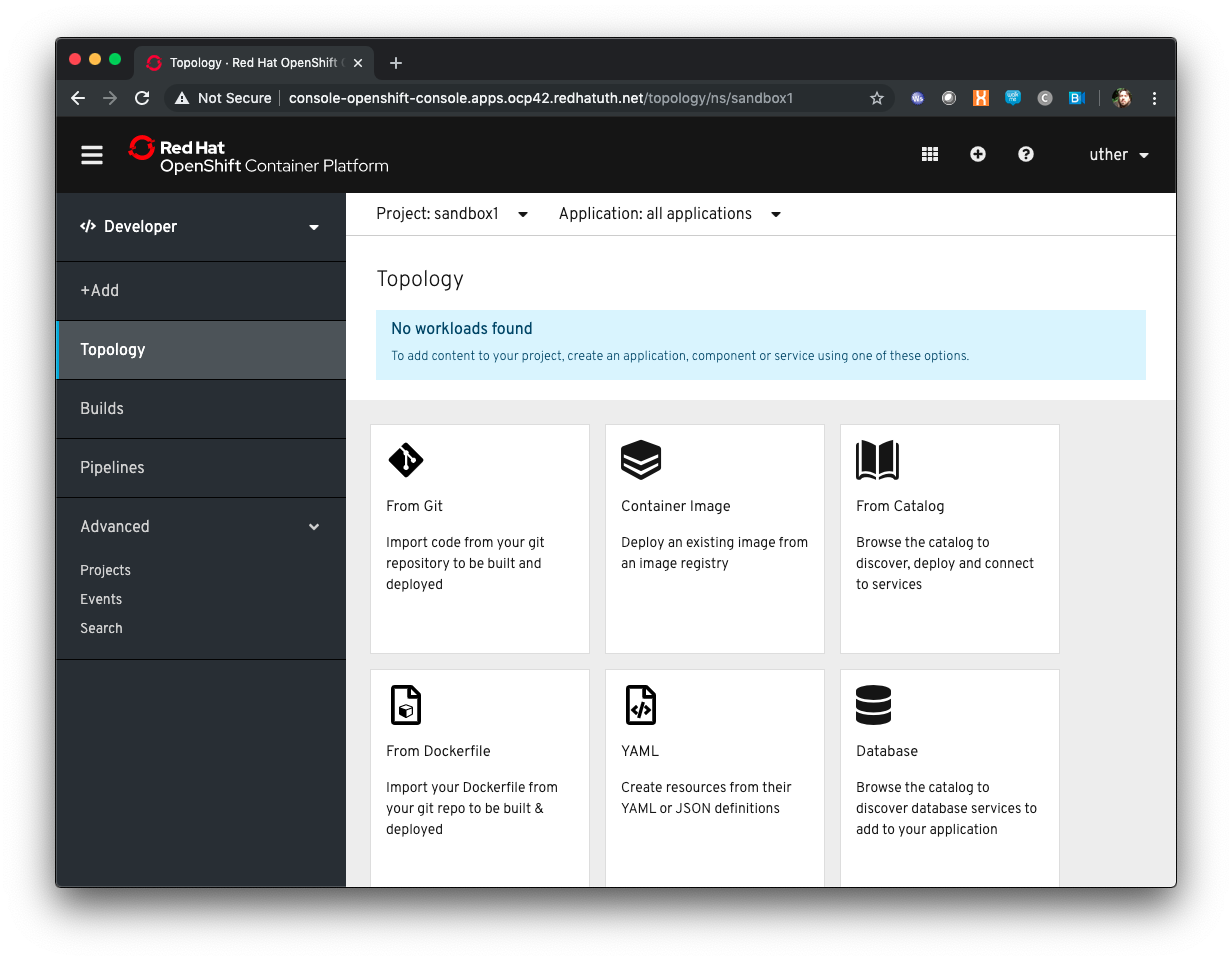 Topology · Red Hat OpenShift
Not Secure console-openshift-console.apps.ocp42.redhatuth.net/topology/ns/sandbox1
Red Hat
OpenShift Container Platform
uther
Developer
+Add
Topology
Builds
Pipelines
Advanced
Projects
Events
Search
Project: sandbox1
Application: all applications
Topology
No workloads found
To add content to your project, create an application, component or service using one of these options.
From Git
Import code from your git
repository to be built and
deployed
Container Image
Deploy an existing image from
an image registry
From Catalog
Browse the catalog to
discover, deploy and connect
to services
From Dockerfile
Import your Dockerfile from
your git repo to be built &
deployed
YAML
Create resources from their
YAML or JSON definitions
Database
Browse the catalog to
discover database services to
add to your application